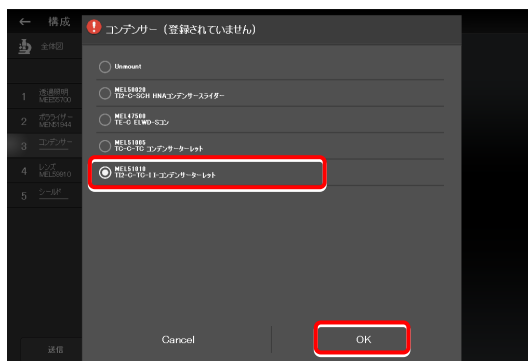 ← 構成
全体図
1 透過照明
MEE55700
2 ポラライザー
MEN51944
3 コンデンサー
4 レンズ
MEL56910
5 シールド
送信
コンデンサー（登録されていません）
Unmount
MEL50020
TI2-C-SCH HNAコンデンサースライダー
MEL47500
TE-C ELWD-Sコン
MEL51005
TC-C-TC コンデンサーターレット
MEL51010
TI2-C-TC-I I-コンデンサーターレット
Cancel
OK